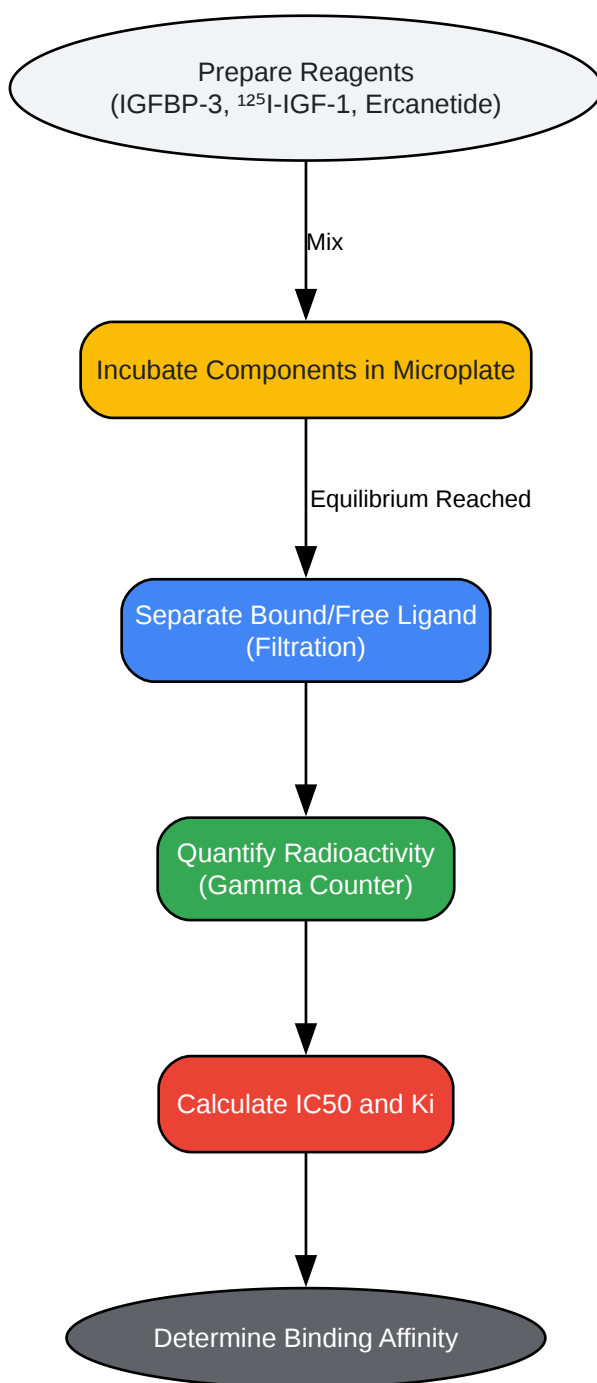 Prepare Reagents
(IGFBP-3, ¹²⁵I-IGF-1, Ercanetide)
Mix
Incubate Components in Microplate
Equilibrium Reached
Separate Bound/Free Ligand
(Filtration)
Quantify Radioactivity
(Gamma Counter)
Calculate IC50 and Ki
Determine Binding Affinity